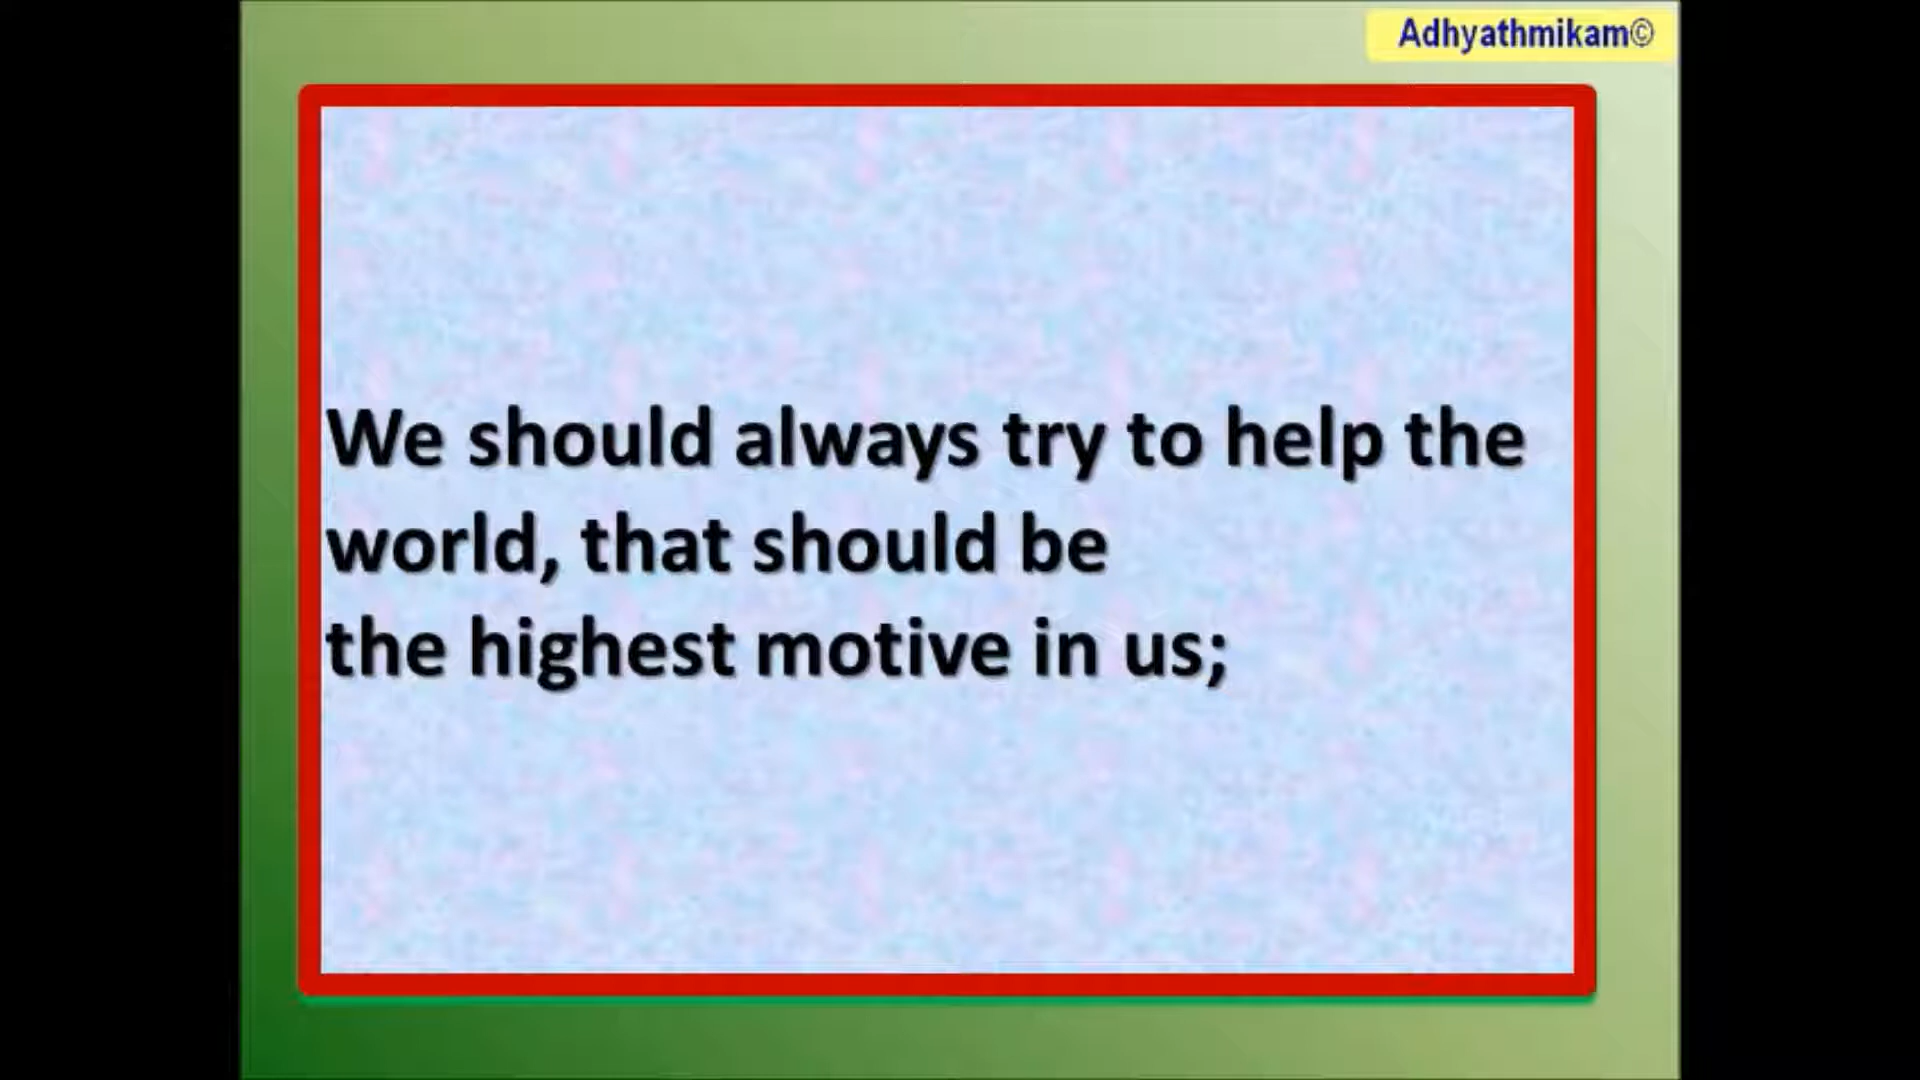 Adhyathmikam©
We should always try to help the
world, that should be
the highest motive in us;